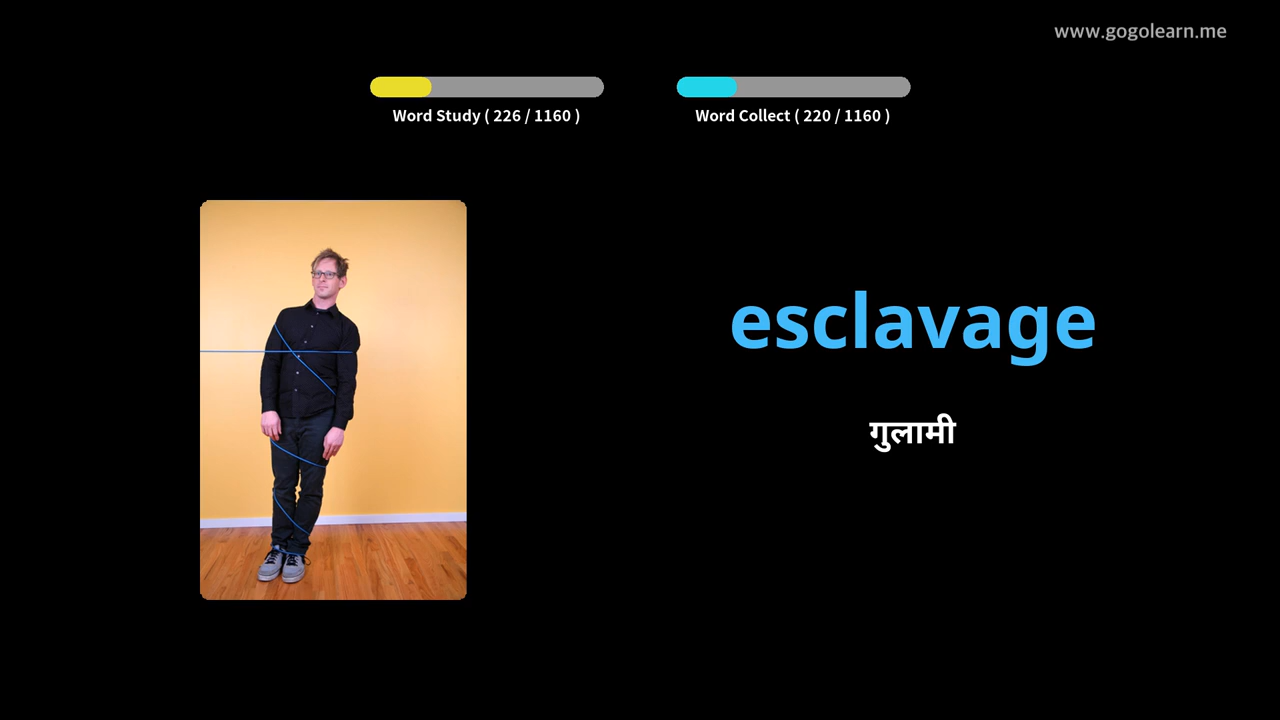 www.gogolearn.me
Word Study ( 226 / 1160 )
Word Collect ( 220 / 1160 )
esclavage
गुलामी